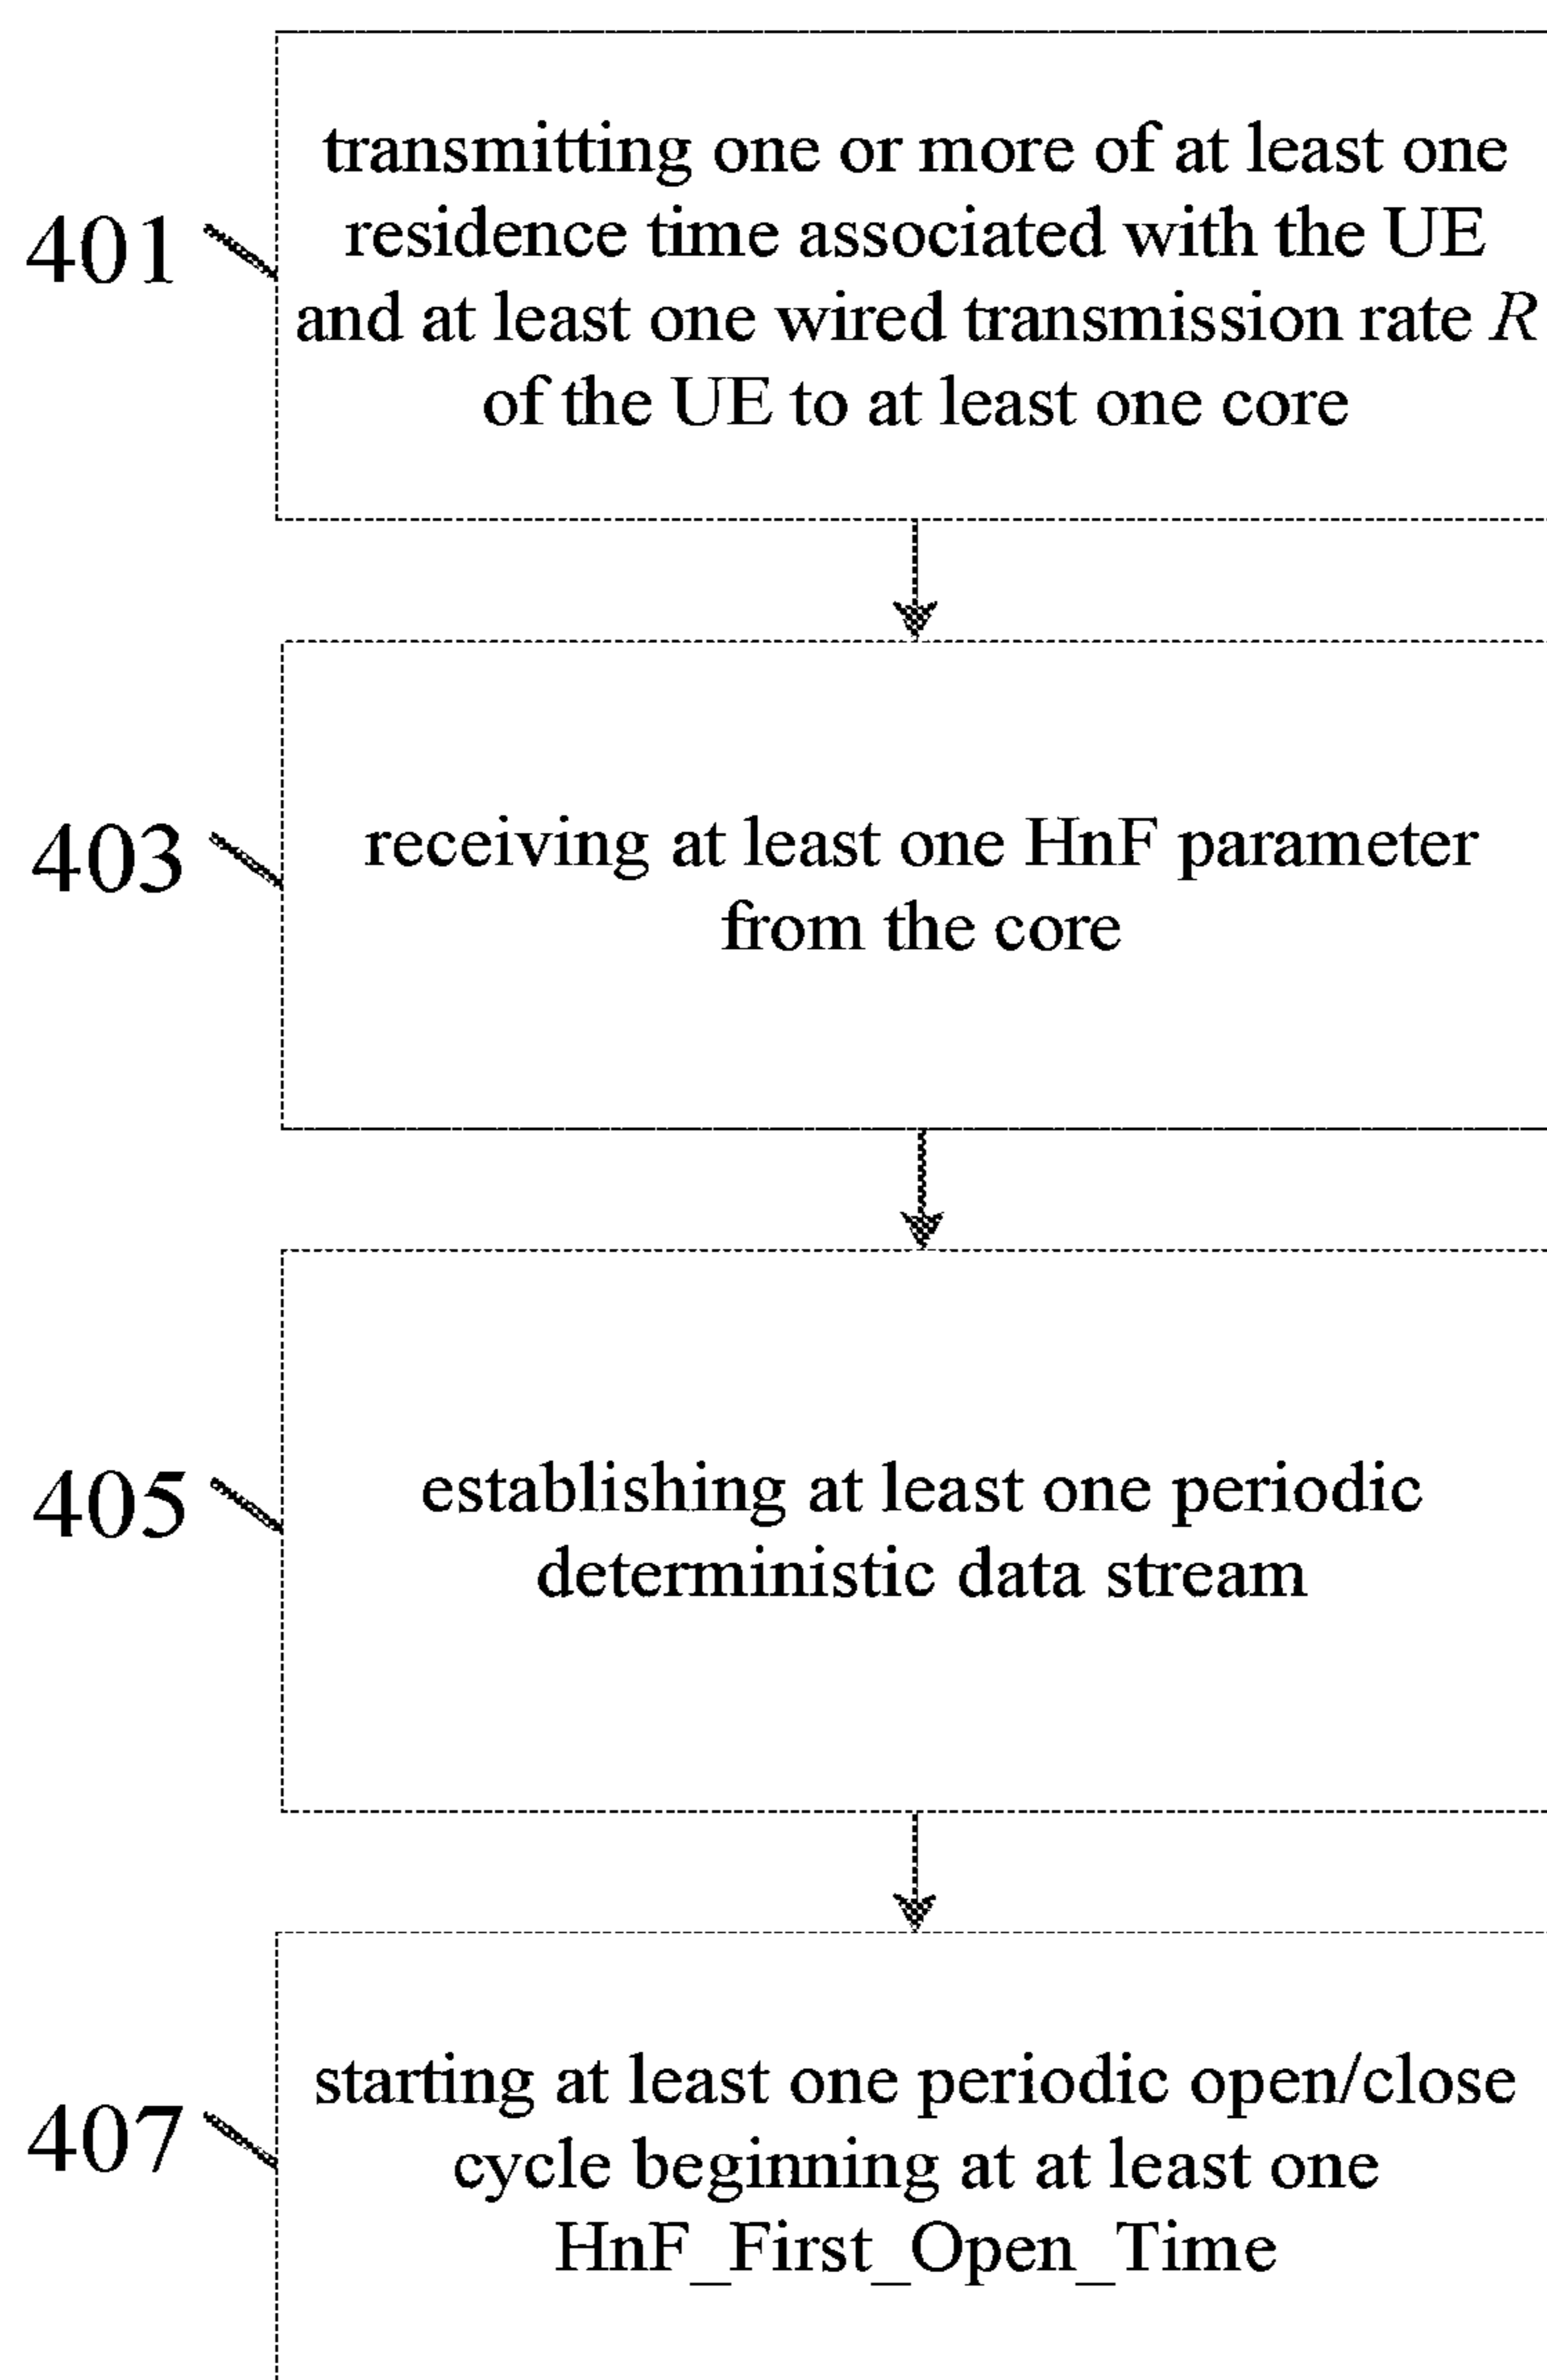 401
transmitting one or more of at least one
residence time associated with the UE
and at least one wired transmission rate R
of the UE to at least one core
403
receiving at least one HnF parameter
from the core
405
establishing at least one periodic
deterministic data stream
407
starting at least one periodic open/close
cycle beginning at at least one
HnF_First_Open_Time